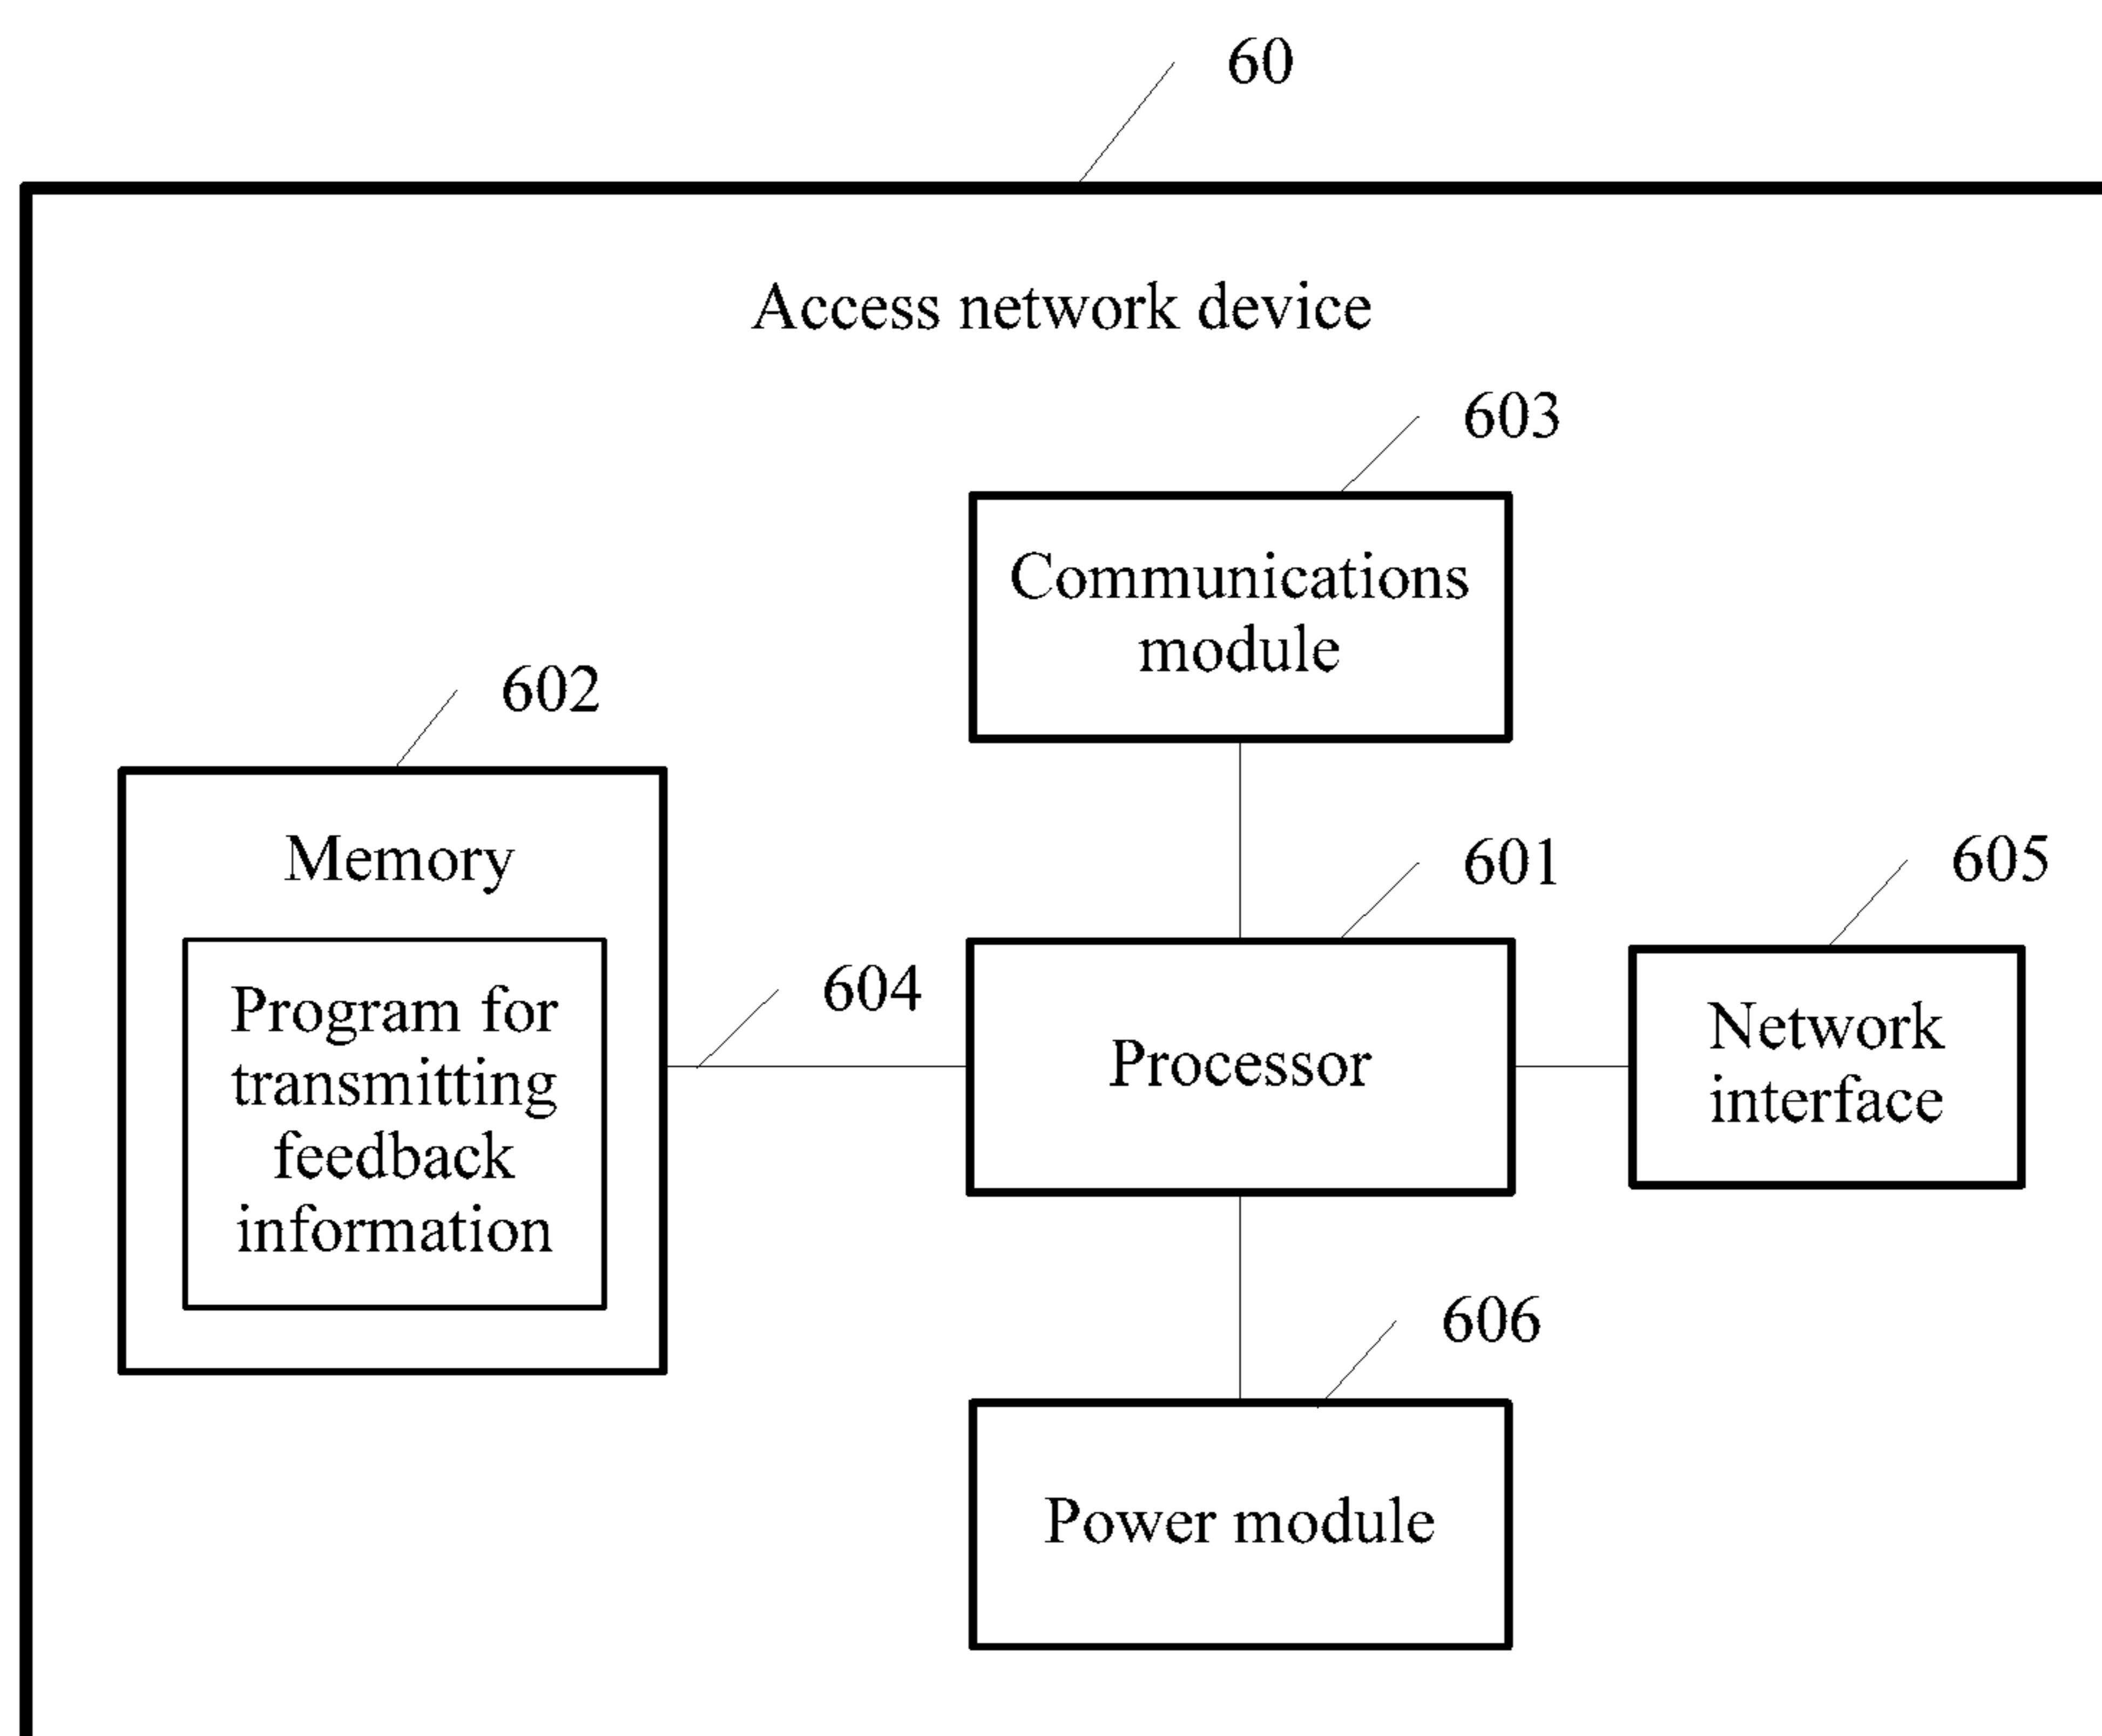 60
Access network device
603
Communications
module
602
Memory
601
605
604
Program for
transmitting
feedback
information
Processor
Network
interface
606
Power module